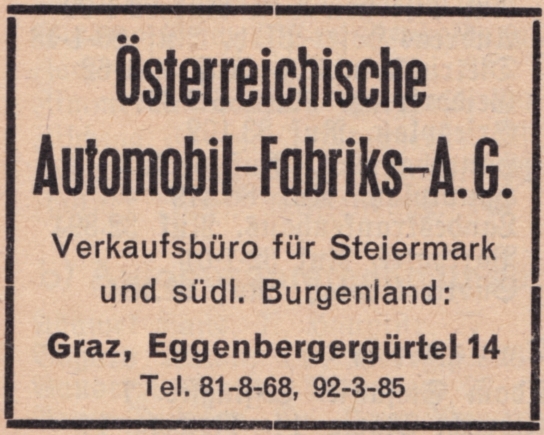 Österreichische
Automobil-Fabriks-A.G.
Verkaufsbüro für Steiermark
und südl. Burgenland:
Graz, Eggenbergergürtel 14
Tel. 81-8-68, 92-3-85